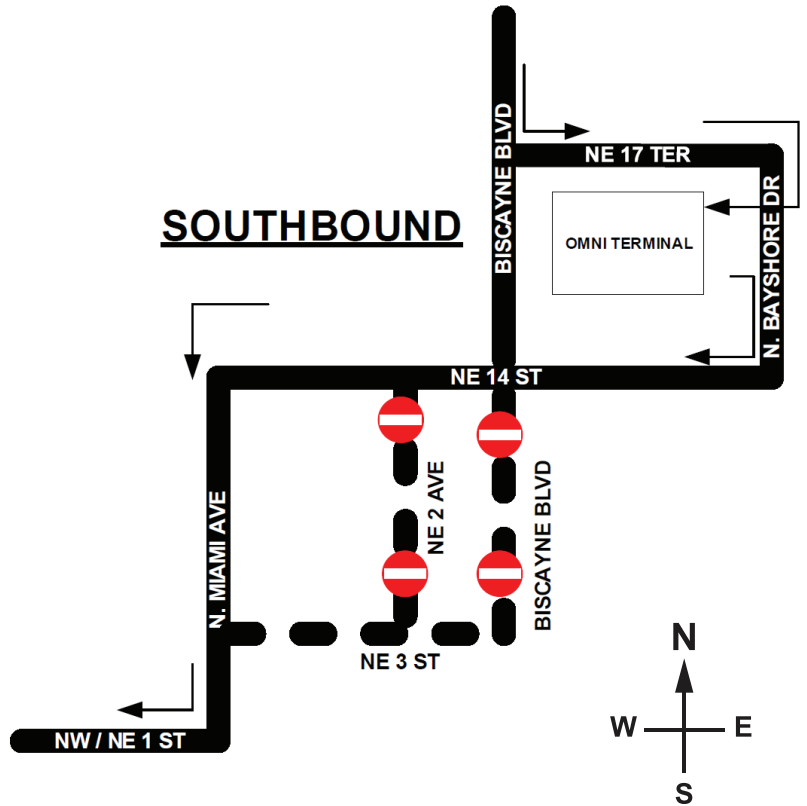 BISCAYNE BLVD
NE 17 TER
SOUTHBOUND
OMNI TERMINAL
N. BAYSHORE DR
NE 14 ST
N. MIAMI AVE
NE 2 AVE
BISCAYNE BLVD
NE 3 ST
NW / NE 1 ST
N
W
E
S